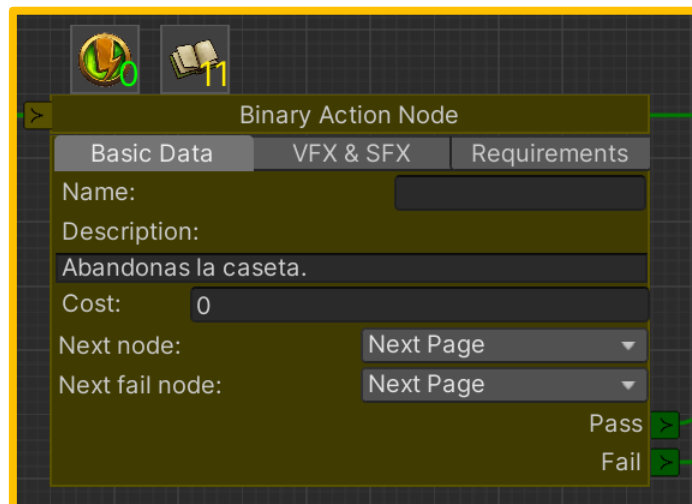 0 11
Binary Action Node
Basic Data VFX & SFX Requirements
Name:
Description:
Abandonas la caseta.
Cost: 0
Next node: Next Page
Next fail node: Next Page
Pass
Fail